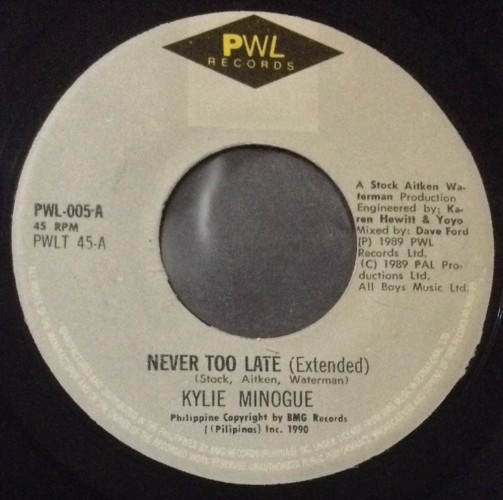 PWL
RECORDS
PWL-005-A
45 RPM
PWLT 45-A
A Stock Aitken Wa-
terman Production
Engineered by: Ka-
ren Hewitt & Yoyo
Mixed by: Dave Ford
(P) 1989 PWL
Records Ltd.
(C) 1989 PAL Pro-
ductions Ltd.
All Boys Music Ltd.
NEVER TOO LATE (Extended)
(Stock, Aitken, Waterman)
KYLIE MINOGUE
Philippine Copyright by BMG Records
(Pilipinas) Inc. 1990